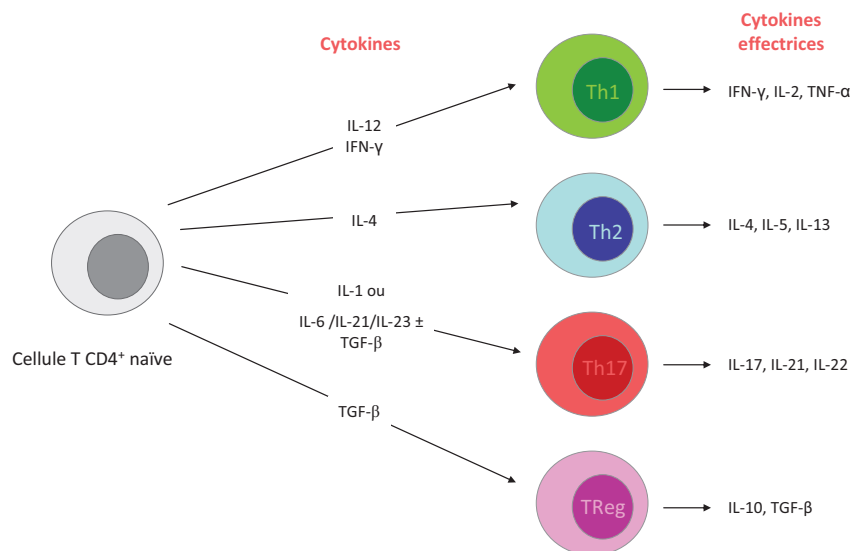 Cytokines
Cytokines
effectrices
Th1
IFN-γ, IL-2, TNF-α
IL-12
IFN-γ
IL-4
Th2
IL-4, IL-5, IL-13
IL-1 ou
IL-6 /IL-21/IL-23 ±
TGF-β
Cellule T CD4⁺ naïve
Th17
IL-17, IL-21, IL-22
TGF-β
TReg
IL-10, TGF-β